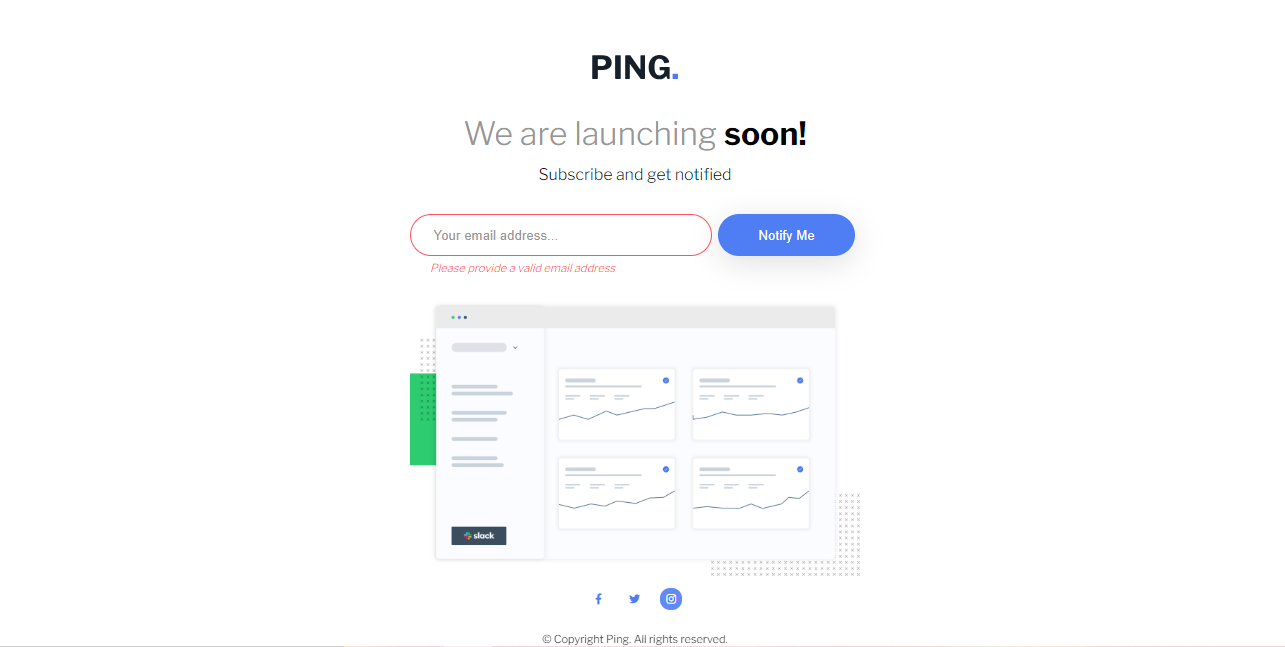 PING.
We are launching soon!
Subscribe and get notified
Your email address...
Notify Me
Please provide a valid email address
slack
© Copyright Ping. All rights reserved.